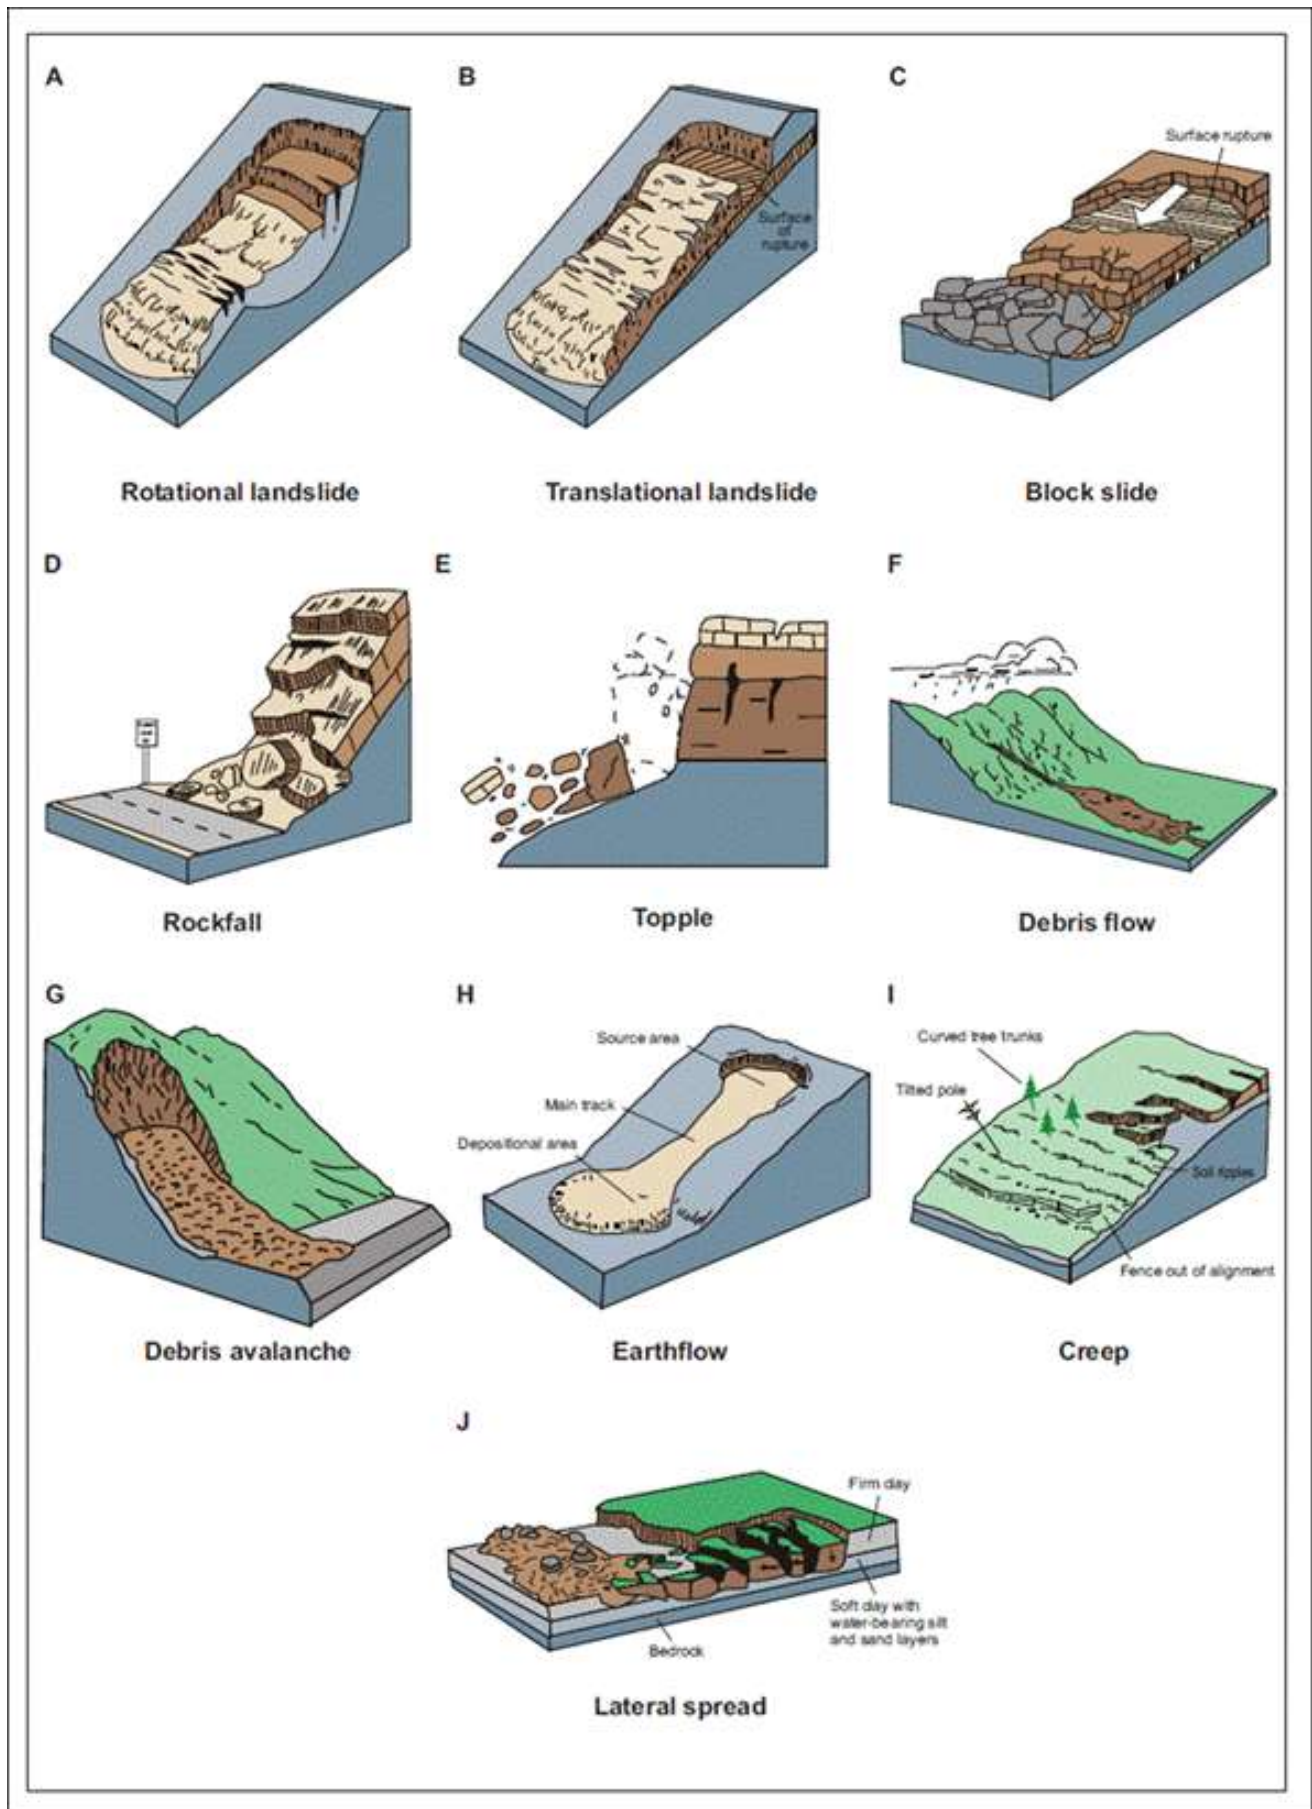 A
B
C
Surface rupture
Surface
of
rupture
Rotational landslide
Translational landslide
Block slide
D
E
F
Rockfall
Topple
Debris flow
G
H
I
Source area
Main track
Depositional area
Curved tree trunks
Tilted pole
Soil ripples
Fence out of alignment
Debris avalanche
Earthflow
Creep
J
Firm clay
Soft clay with
water-bearing silt
and sand layers
Bedrock
Lateral spread